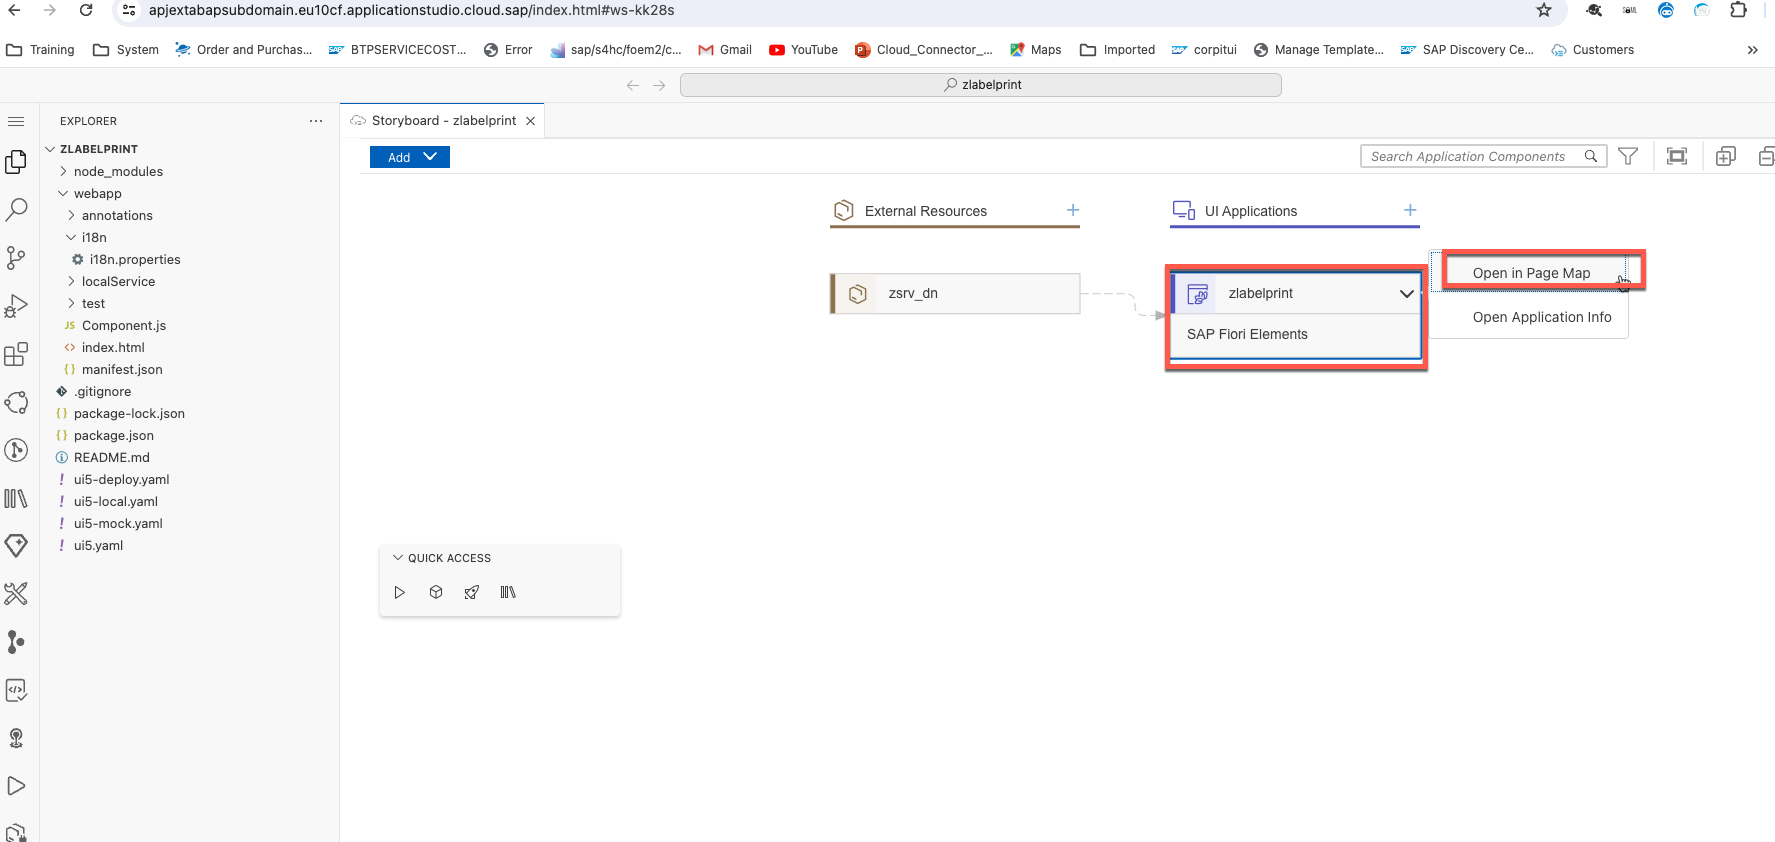 apjextabapsubdomain.eu10cf.applicationstudio.cloud.sap/index.html#ws-kk28s
Training System Order and Purchas... BTPSERVICECOST... Error sap/s4hc/foem2/c... Gmail YouTube Cloud_Connector_... Maps Imported corpitui Manage Template... SAP Discovery Ce... Customers
zlabelprint
EXPLORER
Storyboard - zlabelprint
ZLABELPRINT
node_modules
webapp
annotations
i18n
i18n.properties
localService
test
JS Component.js
index.html
{} manifest.json
.gitignore
{} package-lock.json
{} package.json
README.md
! ui5-deploy.yaml
! ui5-local.yaml
! ui5-mock.yaml
! ui5.yaml
Add
Search Application Components
External Resources
UI Applications
zsrv_dn
zlabelprint
SAP Fiori Elements
Open in Page Map
Open Application Info
QUICK ACCESS